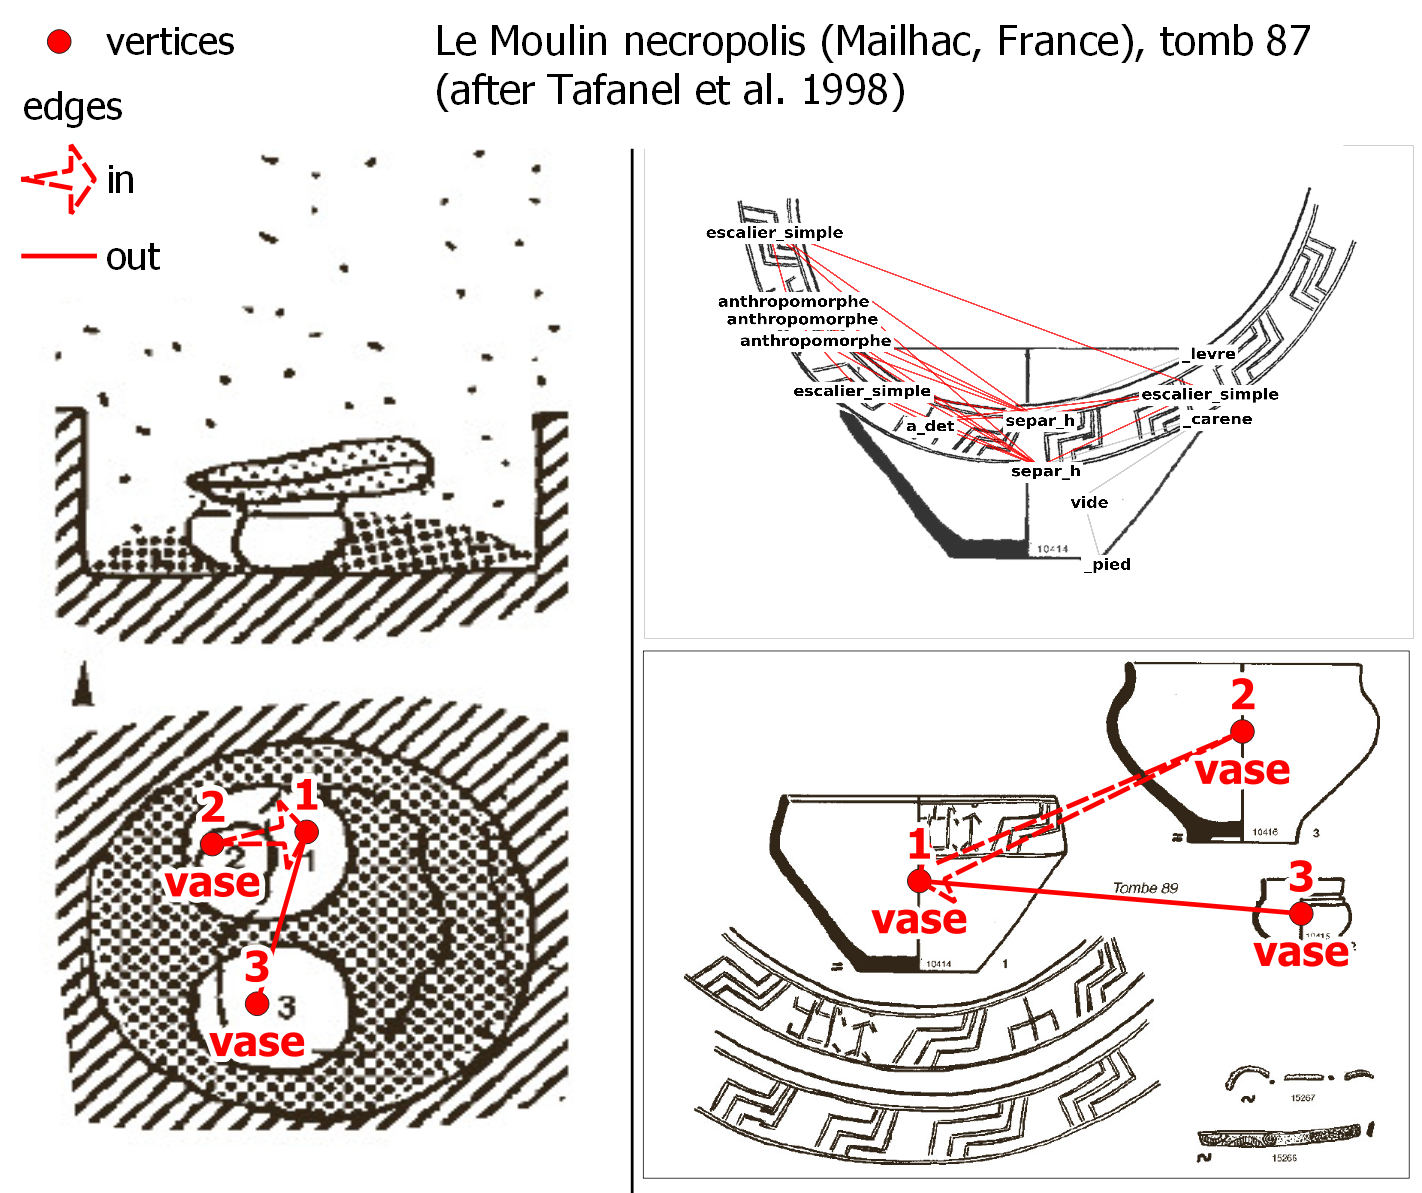 vertices
edges
in
out
Le Moulin necropolis (Mailhac, France), tomb 87
(after Tafanel et al. 1998)
escalier_simple
anthropomorphe
anthropomorphe
anthropomorphe
escalier_simple
a_det
separ_h
separ_h
_levre
escalier_simple
_carene
vide
10414
_pied
2
1
2
1
vase
3
3
vase
2
vase
10416
3
1
vase
Tombe 89
10414
1
3
vase
15267
15266